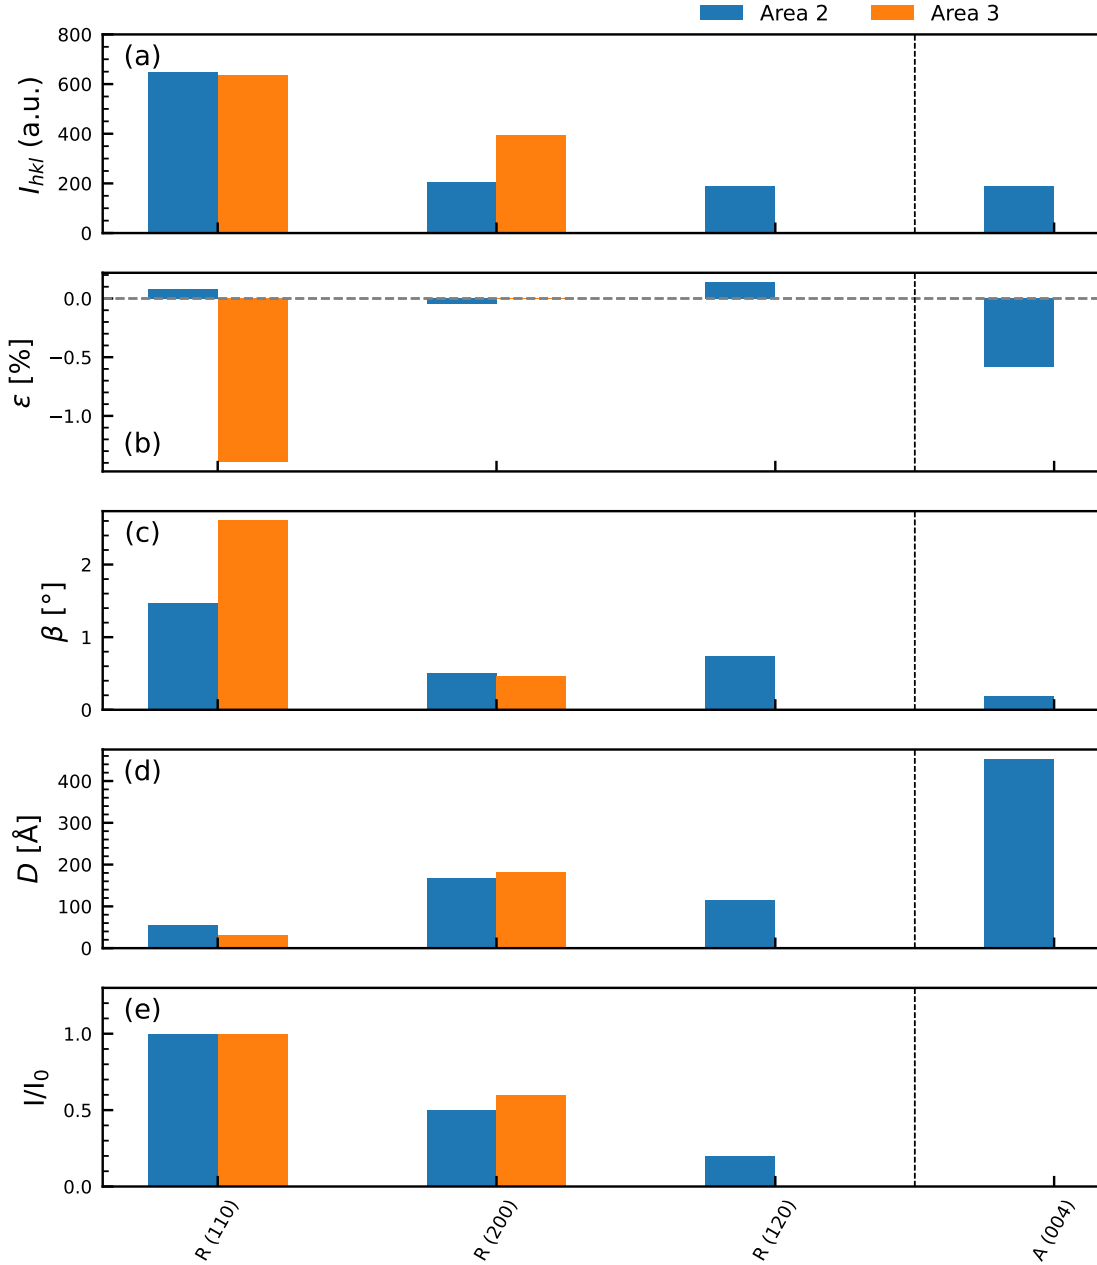 Area 2 Area 3
(a)
I_hkl (a.u.)
800
600
400
200
0
(b)
ε [%]
0.0
−0.5
−1.0
(c)
β [°]
2
1
0
(d)
D [Å]
400
300
200
100
0
(e)
I/I₀
1.0
0.5
0.0
R (110)
R (200)
R (120)
A (004)